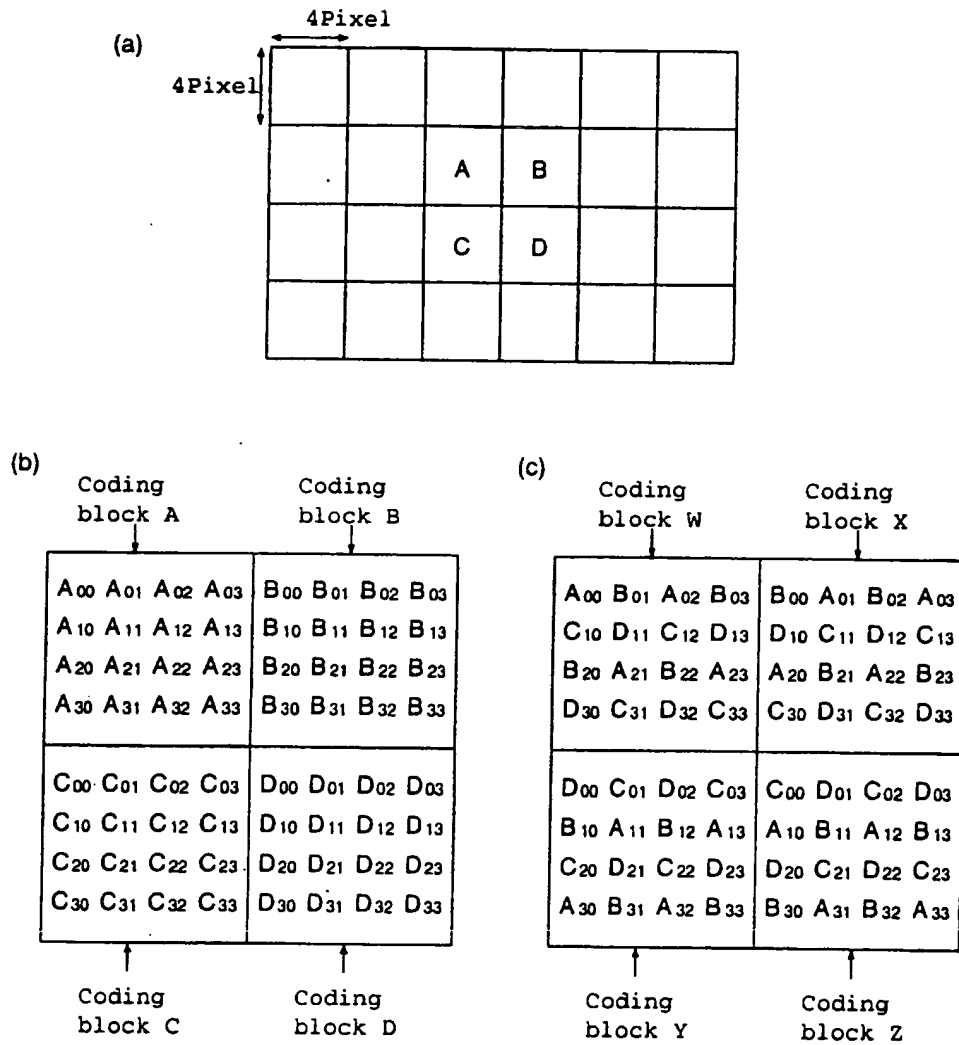 (a)
4Pixel
4Pixel
A B
C D
(b)
Coding block A
Coding block B
A00 A01 A02 A03 B00 B01 B02 B03
A10 A11 A12 A13 B10 B11 B12 B13
A20 A21 A22 A23 B20 B21 B22 B23
A30 A31 A32 A33 B30 B31 B32 B33
C00 C01 C02 C03 D00 D01 D02 D03
C10 C11 C12 C13 D10 D11 D12 D13
C20 C21 C22 C23 D20 D21 D22 D23
C30 C31 C32 C33 D30 D31 D32 D33
Coding block C
Coding block D
(c)
Coding block W
Coding block X
A00 B01 A02 B03 B00 A01 B02 A03
C10 D11 C12 D13 D10 C11 D12 C13
B20 A21 B22 A23 A20 B21 A22 B23
D30 C31 D32 C33 C30 D31 C32 D33
D00 C01 D02 C03 C00 D01 C02 D03
B10 A11 B12 A13 A10 B11 A12 B13
C20 D21 C22 D23 D20 C21 D22 C23
A30 B31 A32 B33 B30 A31 B32 A33
Coding block Y
Coding block Z